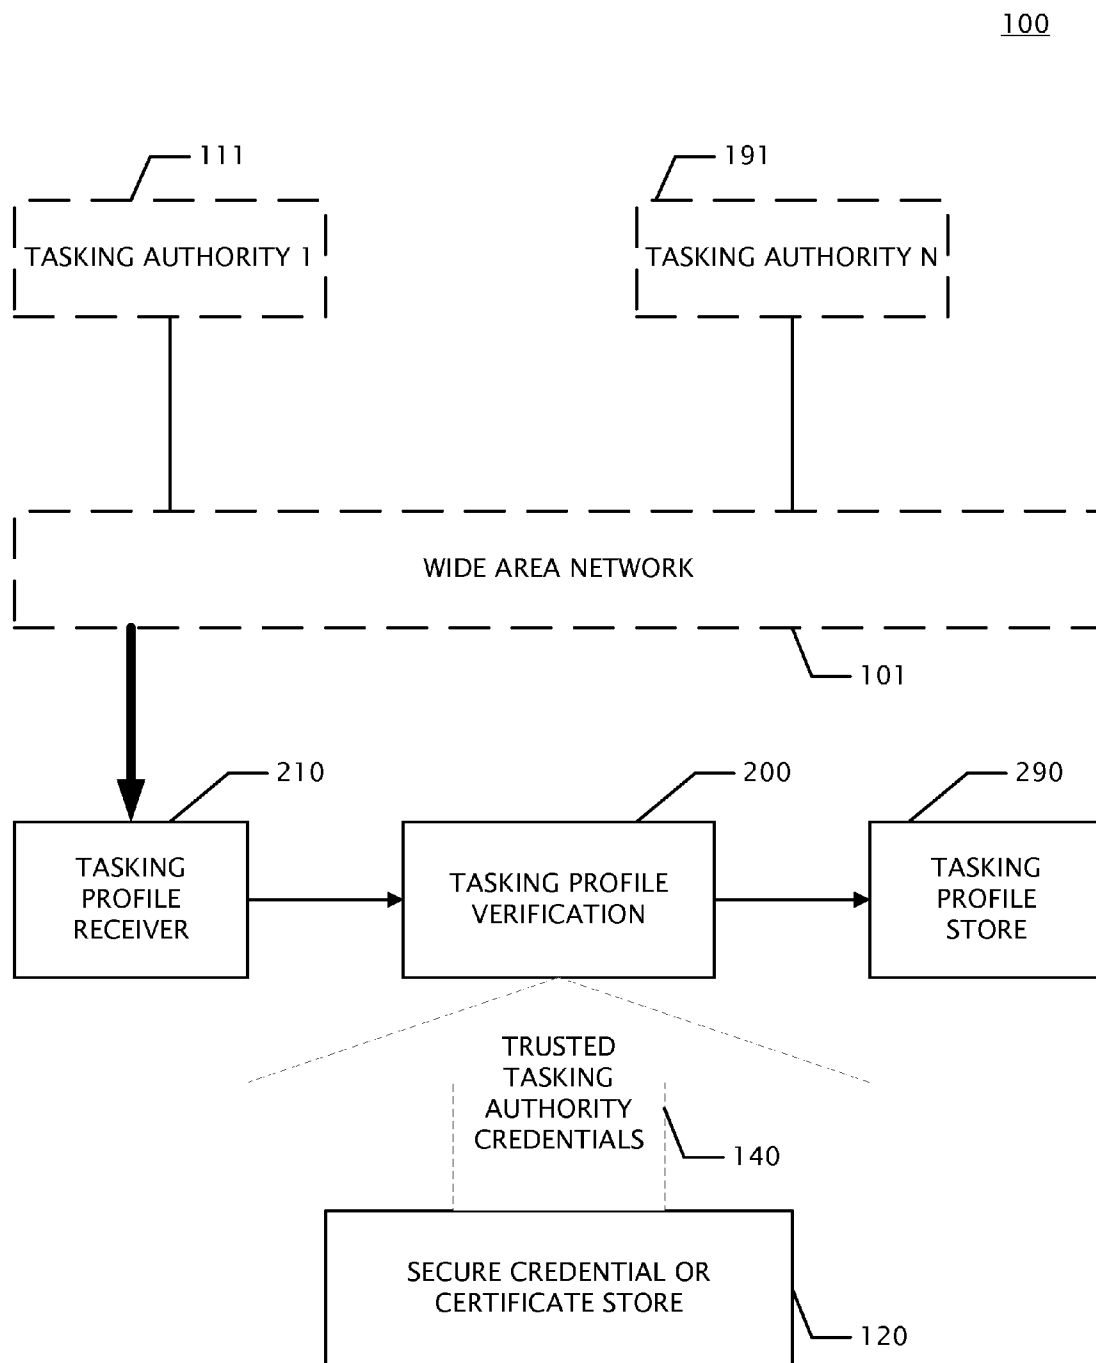 100
111
191
TASKING AUTHORITY 1
TASKING AUTHORITY N
WIDE AREA NETWORK
101
210
200
290
TASKING
PROFILE
RECEIVER
TASKING PROFILE
VERIFICATION
TASKING
PROFILE
STORE
TRUSTED
TASKING
AUTHORITY
CREDENTIALS
140
SECURE CREDENTIAL OR
CERTIFICATE STORE
120